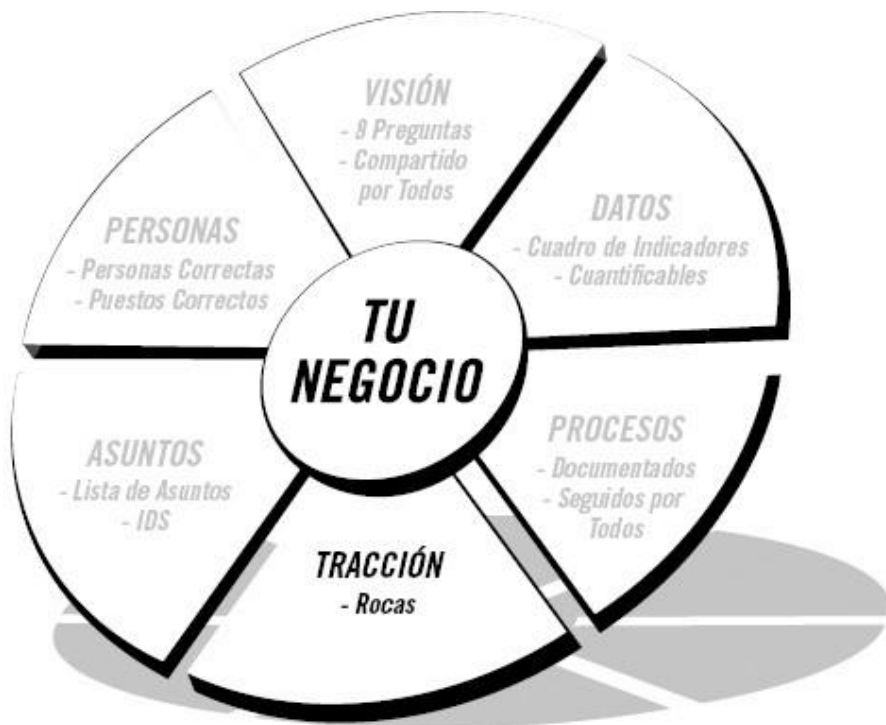 VISIÓN
- 9 Preguntas
- Compartido
por Todos
DATOS
- Cuadro de Indicadores
- Cuantificables
PERSONAS
- Personas Correctas
- Puestos Correctos
TU
NEGOCIO
PROCESOS
- Documentados
- Seguidos por
Todos
ASUNTOS
- Lista de Asuntos
- IDS
TRACCIÓN
- Rocas